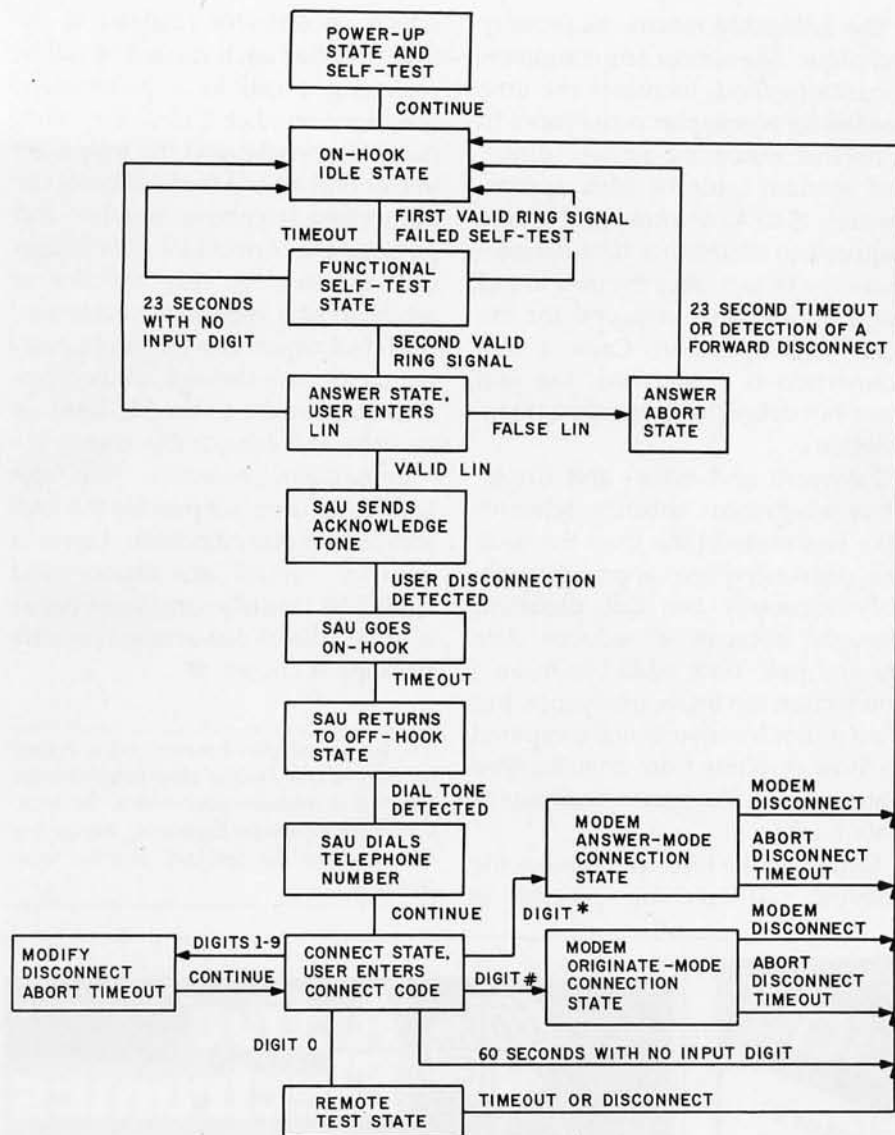 POWER-UP
STATE AND
SELF-TEST
CONTINUE
ON-HOOK
IDLE STATE
TIMEOUT
FIRST VALID RING SIGNAL
FAILED SELF-TEST
FUNCTIONAL
SELF-TEST
STATE
23 SECONDS
WITH NO
INPUT DIGIT
SECOND VALID
RING SIGNAL
23 SECOND TIMEOUT
OR DETECTION OF A
FORWARD DISCONNECT
ANSWER STATE,
USER ENTERS
LIN
FALSE LIN
ANSWER
ABORT
STATE
VALID LIN
SAU SENDS
ACKNOWLEDGE
TONE
USER DISCONNECTION
DETECTED
SAU GOES
ON-HOOK
TIMEOUT
SAU RETURNS
TO OFF-HOOK
STATE
DIAL TONE
DETECTED
SAU DIALS
TELEPHONE
NUMBER
CONTINUE
MODEM
ANSWER-MODE
CONNECTION
STATE
MODEM
DISCONNECT
ABORT
DISCONNECT
TIMEOUT
DIGIT *
MODIFY
DISCONNECT
ABORT TIMEOUT
DIGITS 1-9
CONTINUE
CONNECT STATE,
USER ENTERS
CONNECT CODE
DIGIT #
MODEM
ORIGINATE-MODE
CONNECTION
STATE
MODEM
DISCONNECT
ABORT
DISCONNECT
TIMEOUT
DIGIT 0
60 SECONDS WITH NO INPUT DIGIT
REMOTE
TEST STATE
TIMEOUT OR DISCONNECT